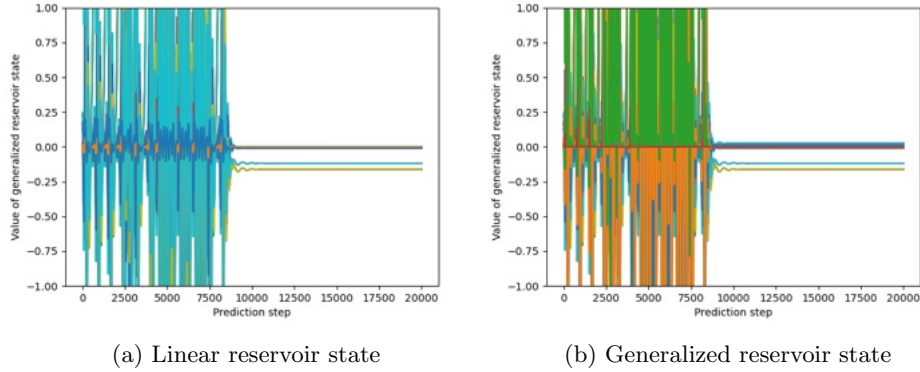 Value of generalized reservoir state
1.00
0.75
0.50
0.25
0.00
−0.25
−0.50
−0.75
−1.00
0 2500 5000 7500 10000 12500 15000 17500 20000
Prediction step
(a) Linear reservoir state
Value of generalized reservoir state
1.00
0.75
0.50
0.25
0.00
−0.25
−0.50
−0.75
−1.00
0 2500 5000 7500 10000 12500 15000 17500 20000
Prediction step
(b) Generalized reservoir state